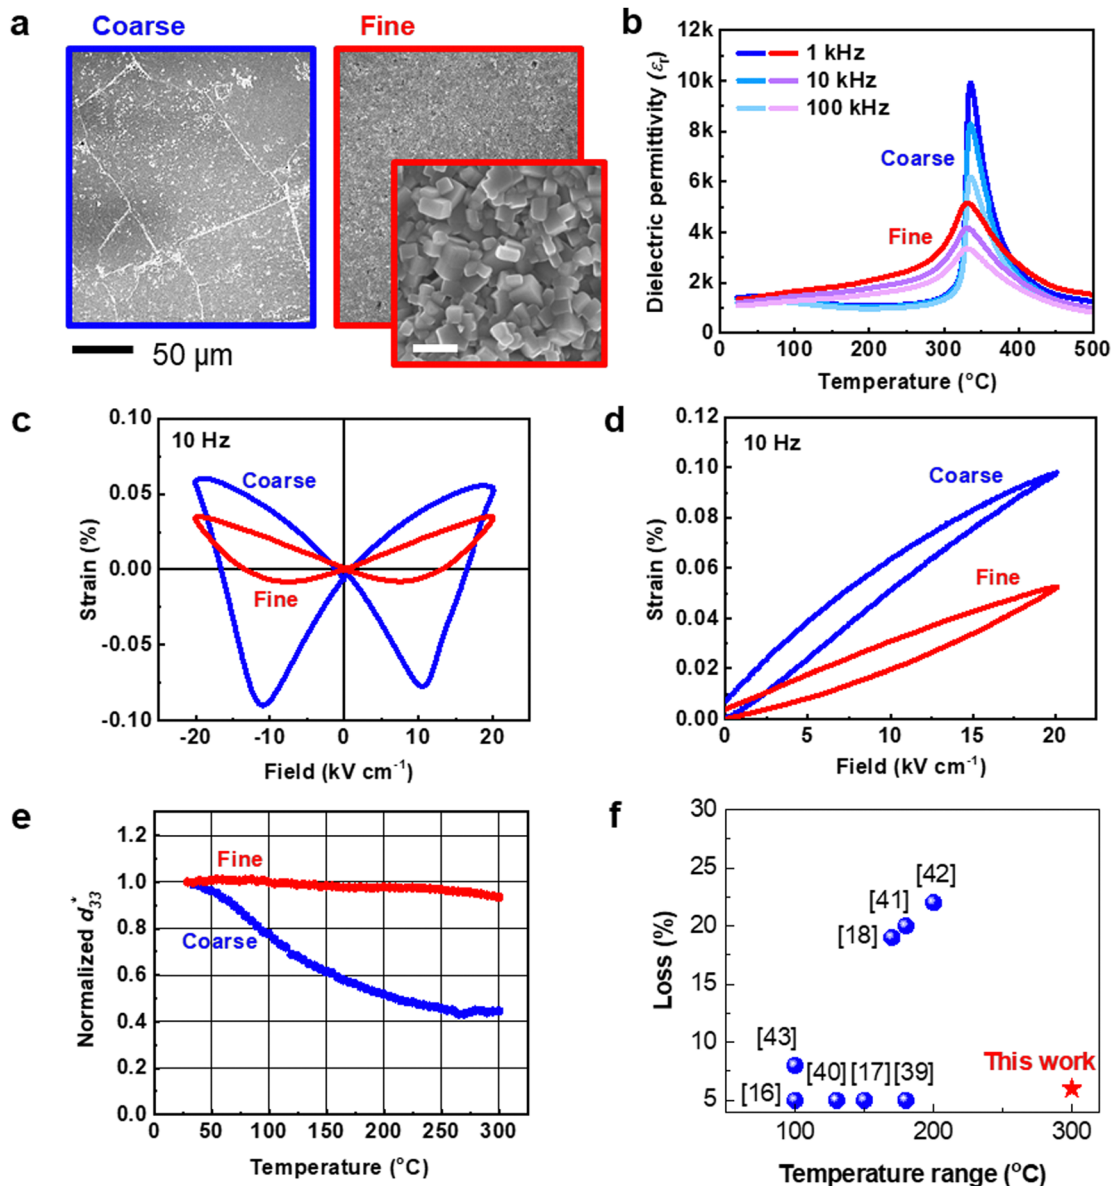 a
Coarse
Fine
50 µm
b
12k
10k
8k
6k
4k
2k
0
1 kHz
10 kHz
100 kHz
Coarse
Fine
Dielectric permittivity (εr)
0
100
200
300
400
500
Temperature (°C)
c
10 Hz
Coarse
Fine
0.10
0.05
0.00
-0.05
-0.10
Strain (%)
-20
-10
0
10
20
Field (kV cm-1)
d
10 Hz
Coarse
Fine
0.12
0.10
0.08
0.06
0.04
0.02
0.00
Strain (%)
0
5
10
15
20
Field (kV cm-1)
e
Fine
Coarse
1.2
1.0
0.8
0.6
0.4
0.2
0.0
Normalized d33*
0
50
100
150
200
250
300
Temperature (°C)
f
30
25
20
15
10
5
Loss (%)
[42]
[41]
[18]
[43]
[16]
[40]
[17]
[39]
This work
100
200
300
Temperature range (°C)